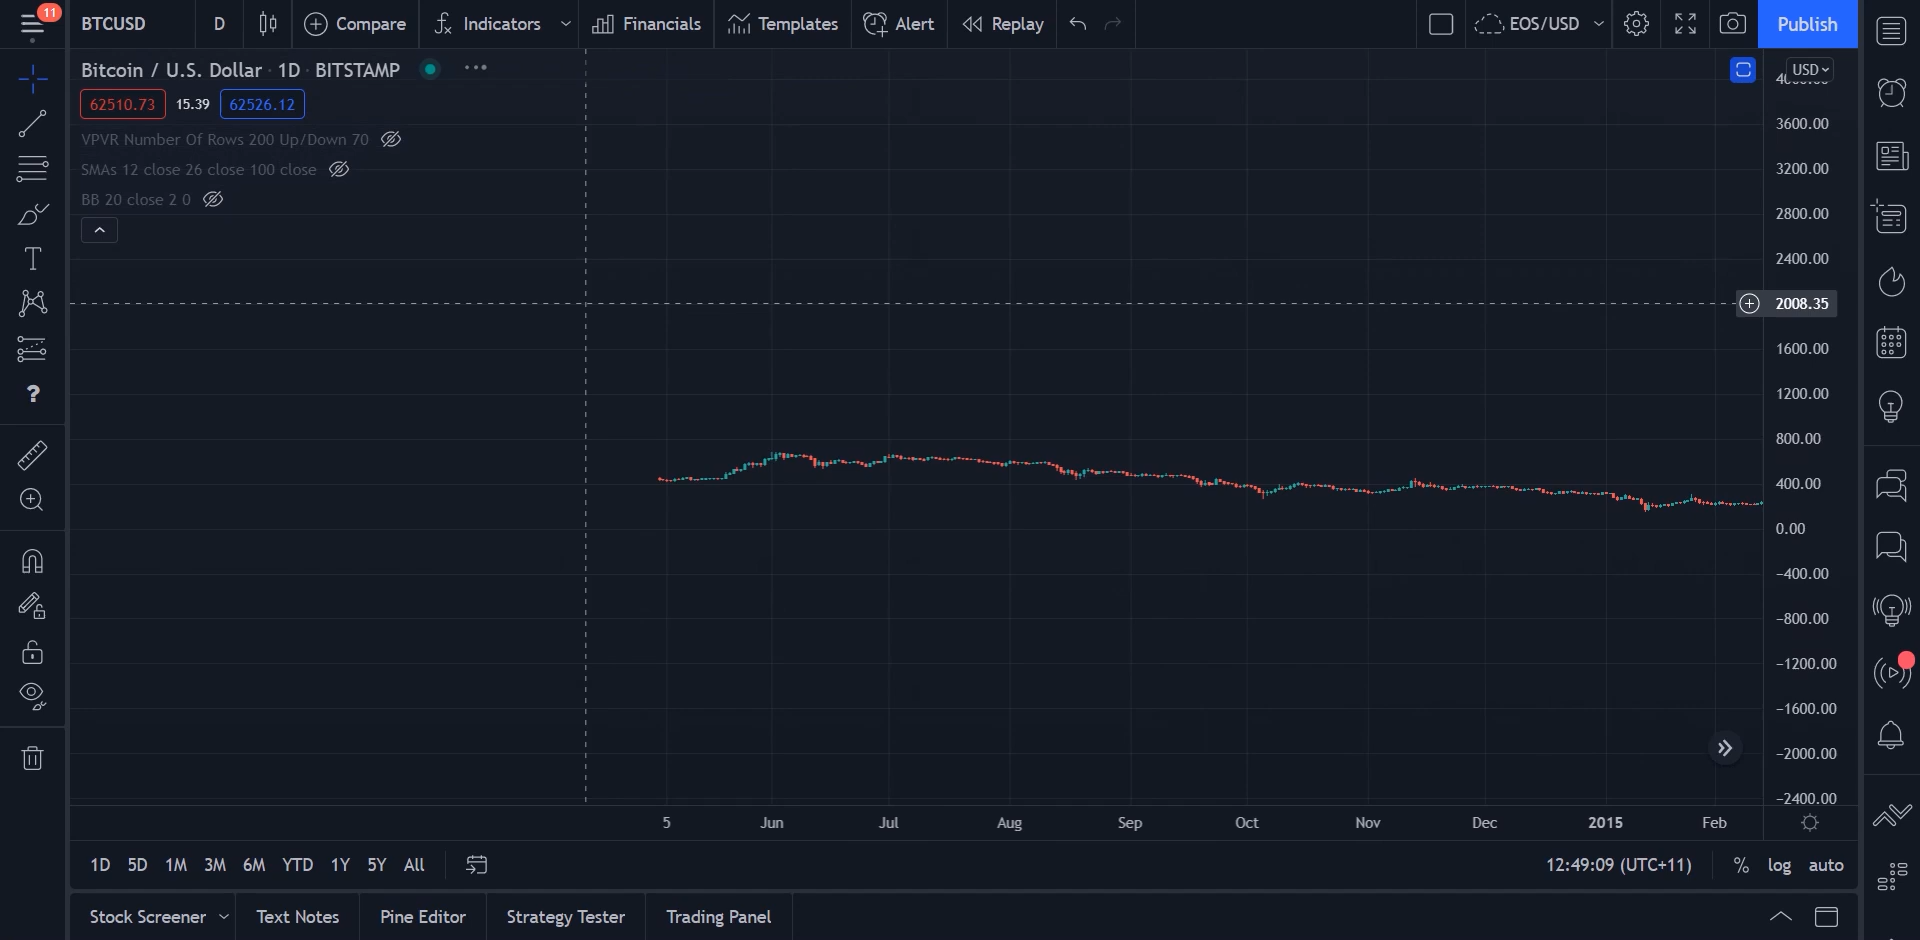 11
BTCUSD
D
Compare
Indicators
Financials
Templates
Alert
Replay
EOS/USD
Publish
Bitcoin / U.S. Dollar · 1D · BITSTAMP
USD
62510.73
15.39
62526.12
VPVR Number Of Rows 200 Up/Down 70
SMAs 12 close 26 close 100 close
BB 20 close 2 0
3600.00
3200.00
2800.00
2400.00
2008.35
1600.00
1200.00
800.00
400.00
0.00
−400.00
−800.00
−1200.00
−1600.00
−2000.00
−2400.00
T
?
5
Jun
Jul
Aug
Sep
Oct
Nov
Dec
2015
Feb
1D
5D
1M
3M
6M
YTD
1Y
5Y
All
12:49:09 (UTC+11)
%
log
auto
Stock Screener
Text Notes
Pine Editor
Strategy Tester
Trading Panel